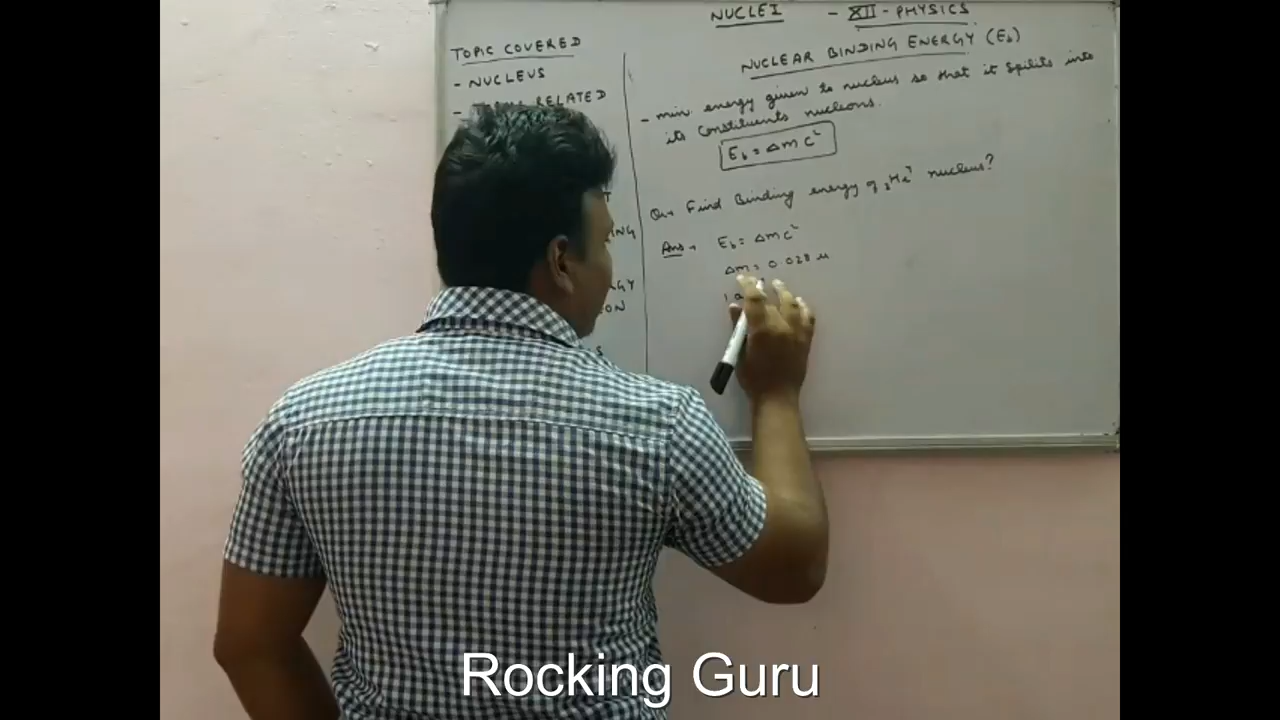 NUCLEI - XII - PHYSICS
TOPIC COVERED
- NUCLEUS
RELATED
NUCLEAR BINDING ENERGY (Eb)
- min. energy given to nucleus so that it splits into
its constituents nucleons.
Eb = Δmc²
Find Binding energy of nucleus?
Ans → Eb = Δmc²
Δm = 0.028 u
1 a
Rocking Guru